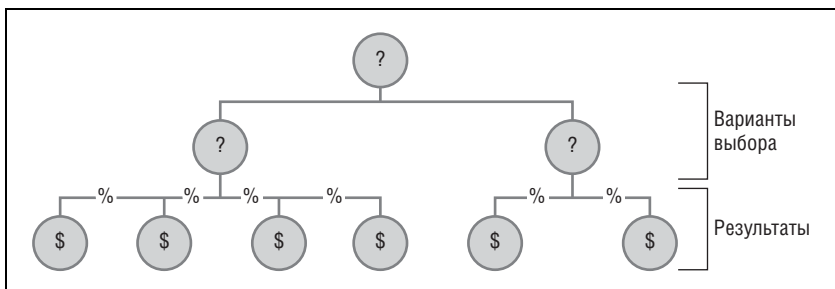 ?
? ?
Варианты
выбора
% % % % % %
$ $ $ $ $ $
Результаты